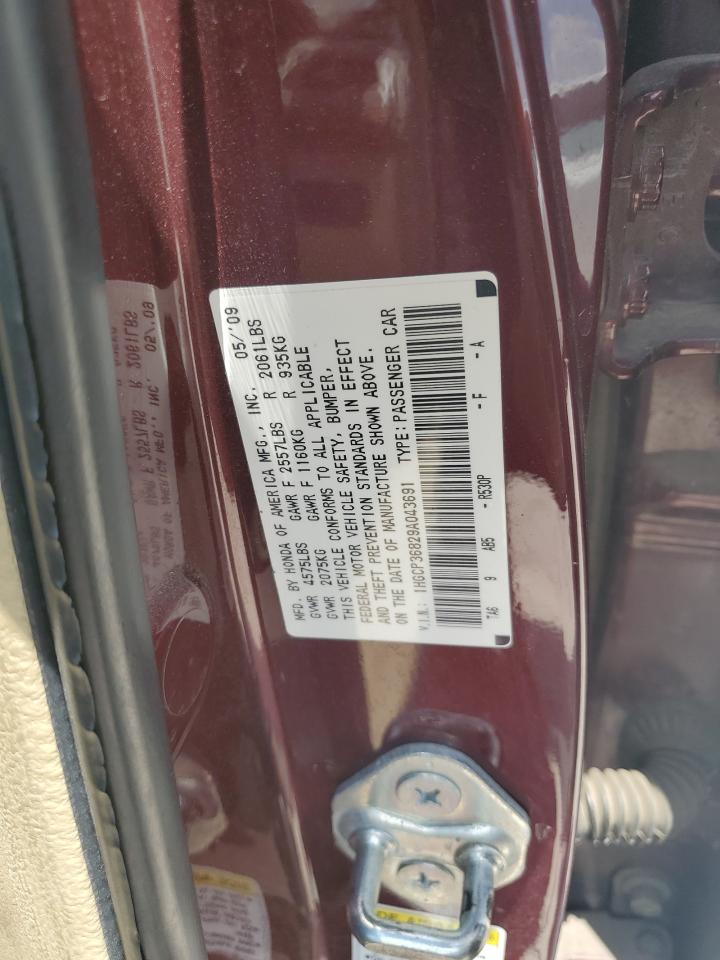 MFD. BY HONDA OF AMERICA MFG., INC. 05/'09
GVWR 4575LBS GAWR F 2557LBS R 2061LBS
GVWR 2075KG GAWR F 1160KG R 935KG
THIS VEHICLE CONFORMS TO ALL APPLICABLE
FEDERAL MOTOR VEHICLE SAFETY, BUMPER,
AND THEFT PREVENTION STANDARDS IN EFFECT
ON THE DATE OF MANUFACTURE SHOWN ABOVE.
V.I.N.: 1HGCP36829A043691 TYPE:PASSENGER CAR
TA6 9 AB5 - R530P - F - A